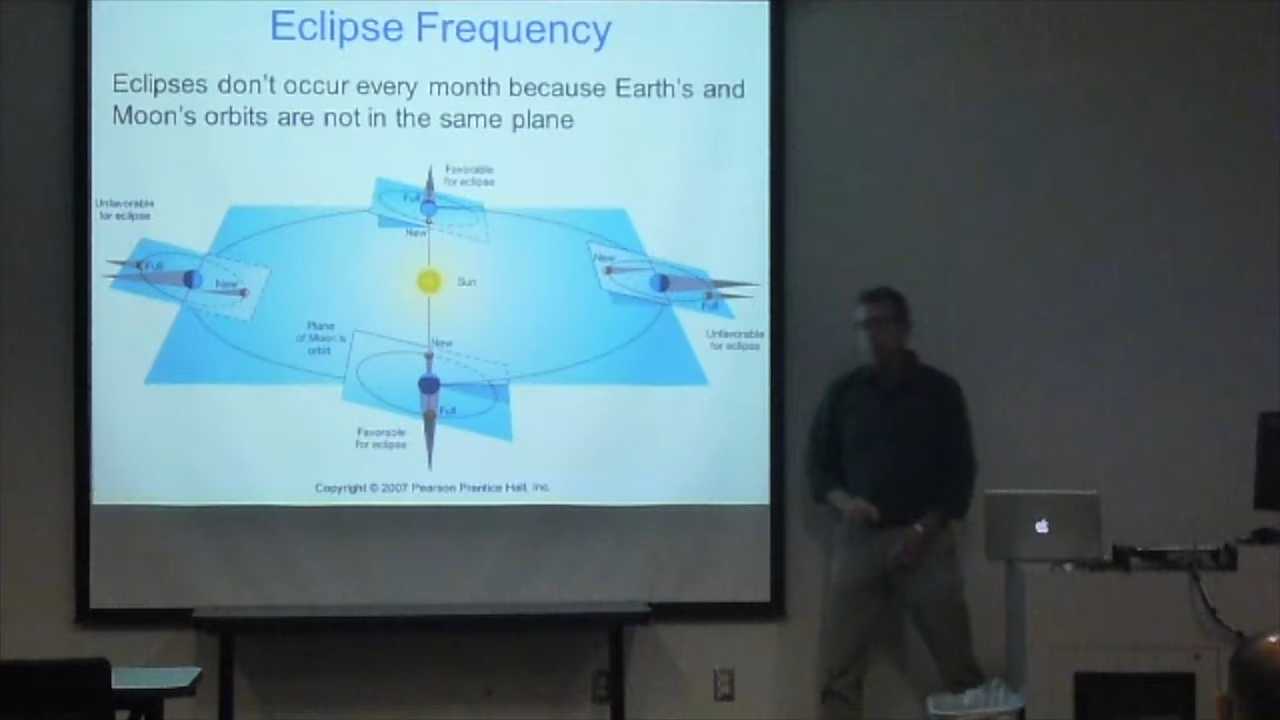 Eclipse Frequency
Eclipses don't occur every month because Earth's and
Moon's orbits are not in the same plane
Favorable
for eclipse
Unfavorable
for eclipse
Full
New
Full
New
Sun
New
Full
Unfavorable
for eclipse
Plane
of Moon's
orbit
New
Full
Favorable
for eclipse
Copyright © 2007 Pearson Prentice Hall, Inc.